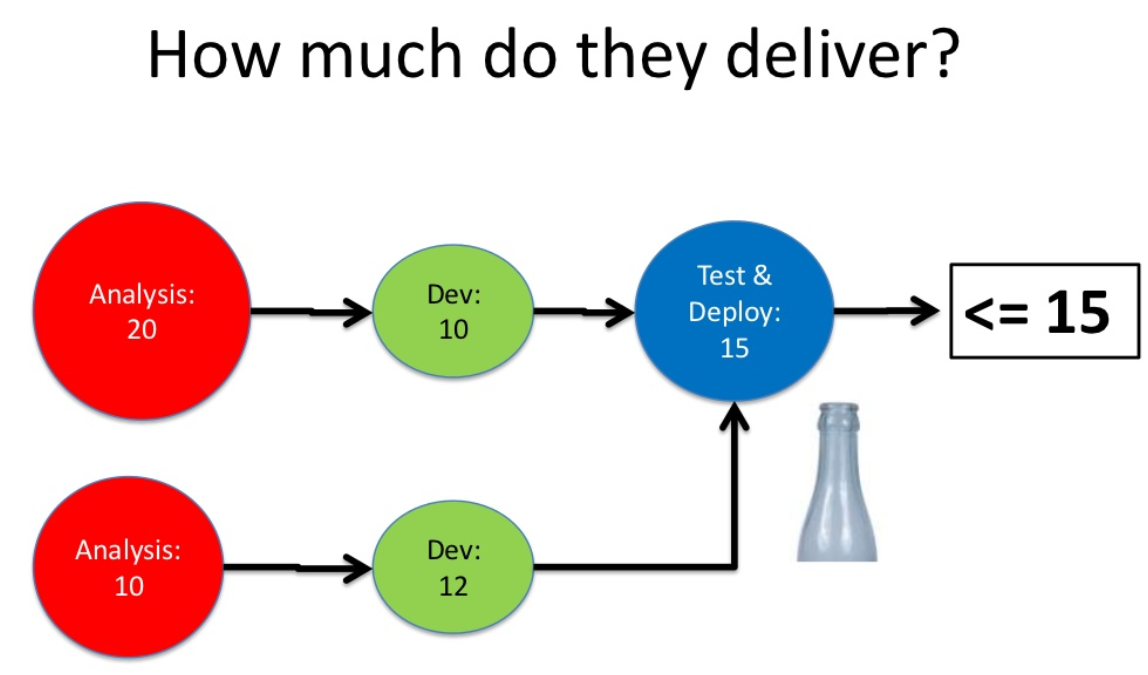 How much do they deliver?
Analysis:
20
Dev:
10
Test &
Deploy:
15
<= 15
Analysis:
10
Dev:
12